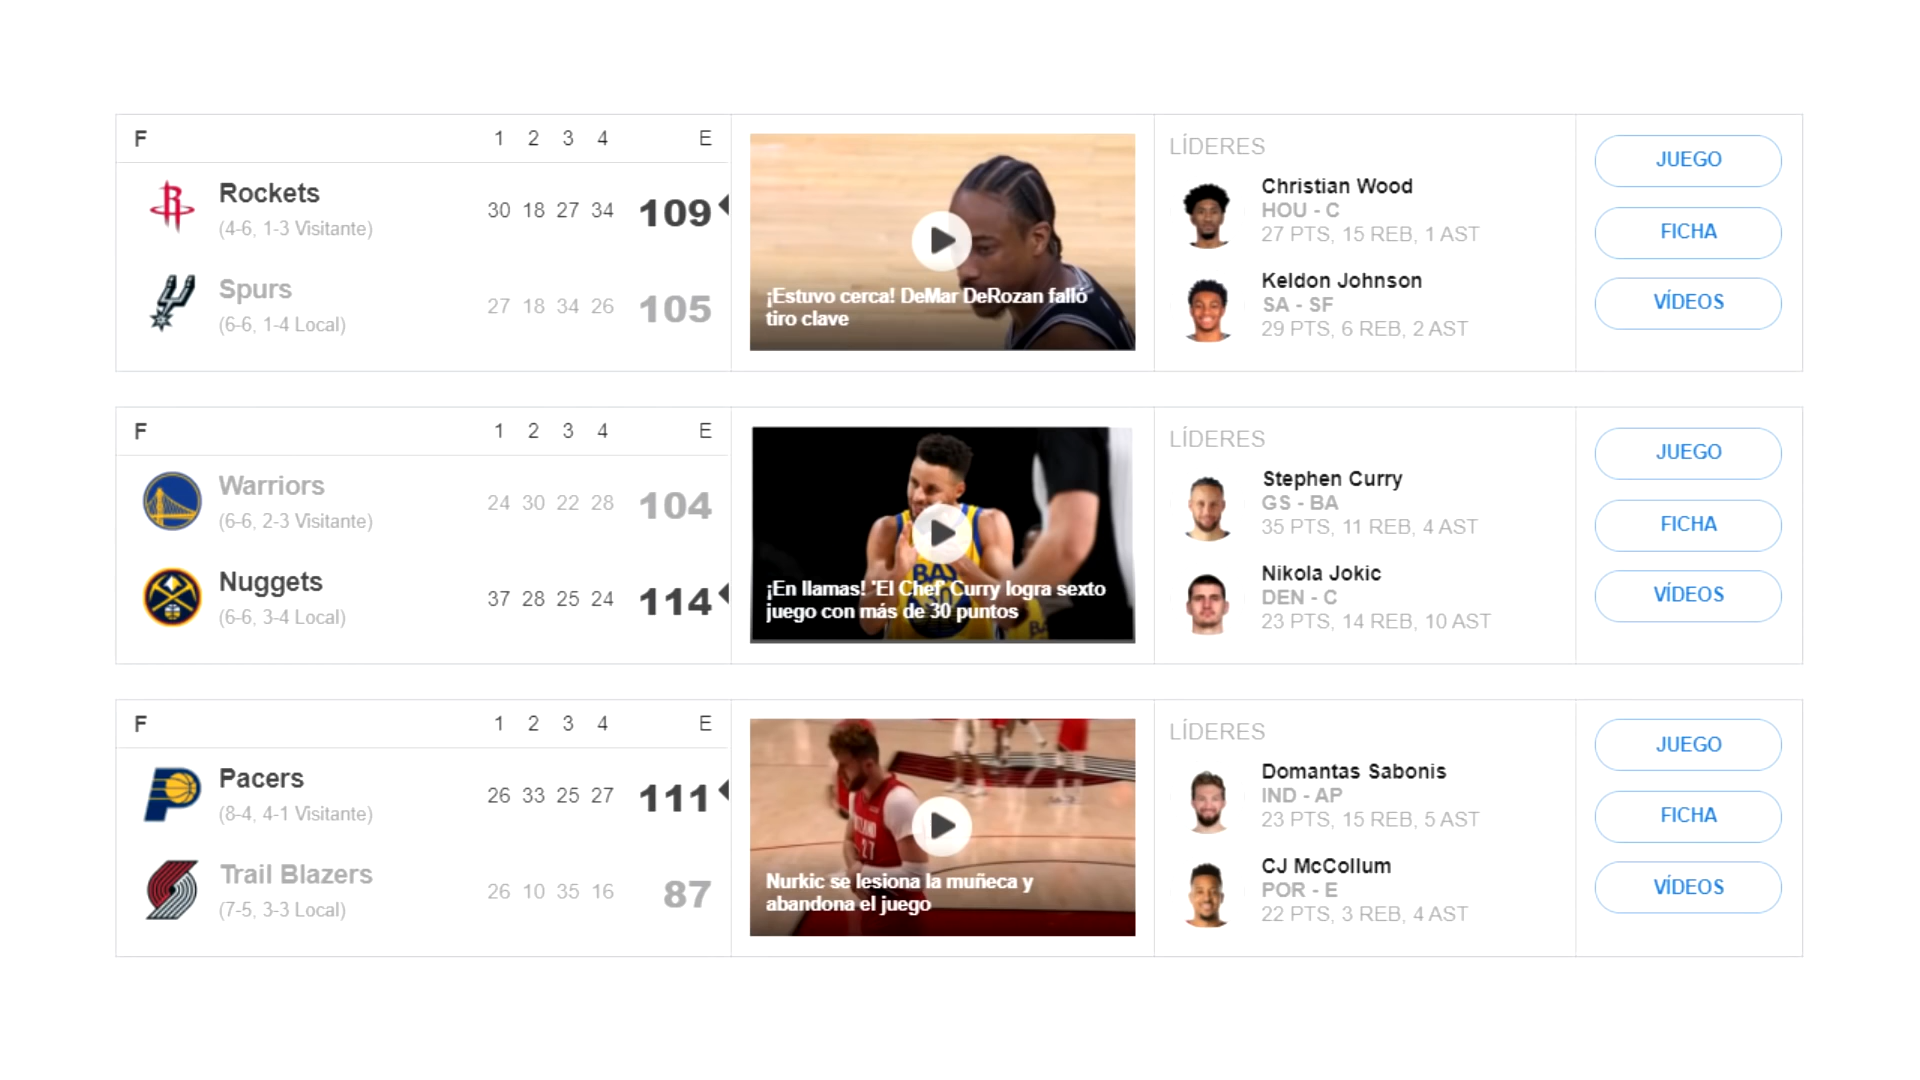 F 1 2 3 4 E
Rockets
(4-6, 1-3 Visitante)
30 18 27 34 109
Spurs
(6-6, 1-4 Local)
27 18 34 26 105
¡Estuvo cerca! DeMar DeRozan falló
tiro clave
LÍDERES
Christian Wood
HOU - C
27 PTS, 15 REB, 1 AST
Keldon Johnson
SA - SF
29 PTS, 6 REB, 2 AST
JUEGO
FICHA
VÍDEOS
F 1 2 3 4 E
Warriors
(6-6, 2-3 Visitante)
24 30 22 28 104
Nuggets
(6-6, 3-4 Local)
37 28 25 24 114
¡En llamas! 'El Chef' Curry logra sexto
juego con más de 30 puntos
LÍDERES
Stephen Curry
GS - BA
35 PTS, 11 REB, 4 AST
Nikola Jokic
DEN - C
23 PTS, 14 REB, 10 AST
JUEGO
FICHA
VÍDEOS
F 1 2 3 4 E
Pacers
(8-4, 4-1 Visitante)
26 33 25 27 111
Trail Blazers
(7-5, 3-3 Local)
26 10 35 16 87
27
Nurkic se lesiona la muñeca y
abandona el juego
LÍDERES
Domantas Sabonis
IND - AP
23 PTS, 15 REB, 5 AST
CJ McCollum
POR - E
22 PTS, 3 REB, 4 AST
JUEGO
FICHA
VÍDEOS